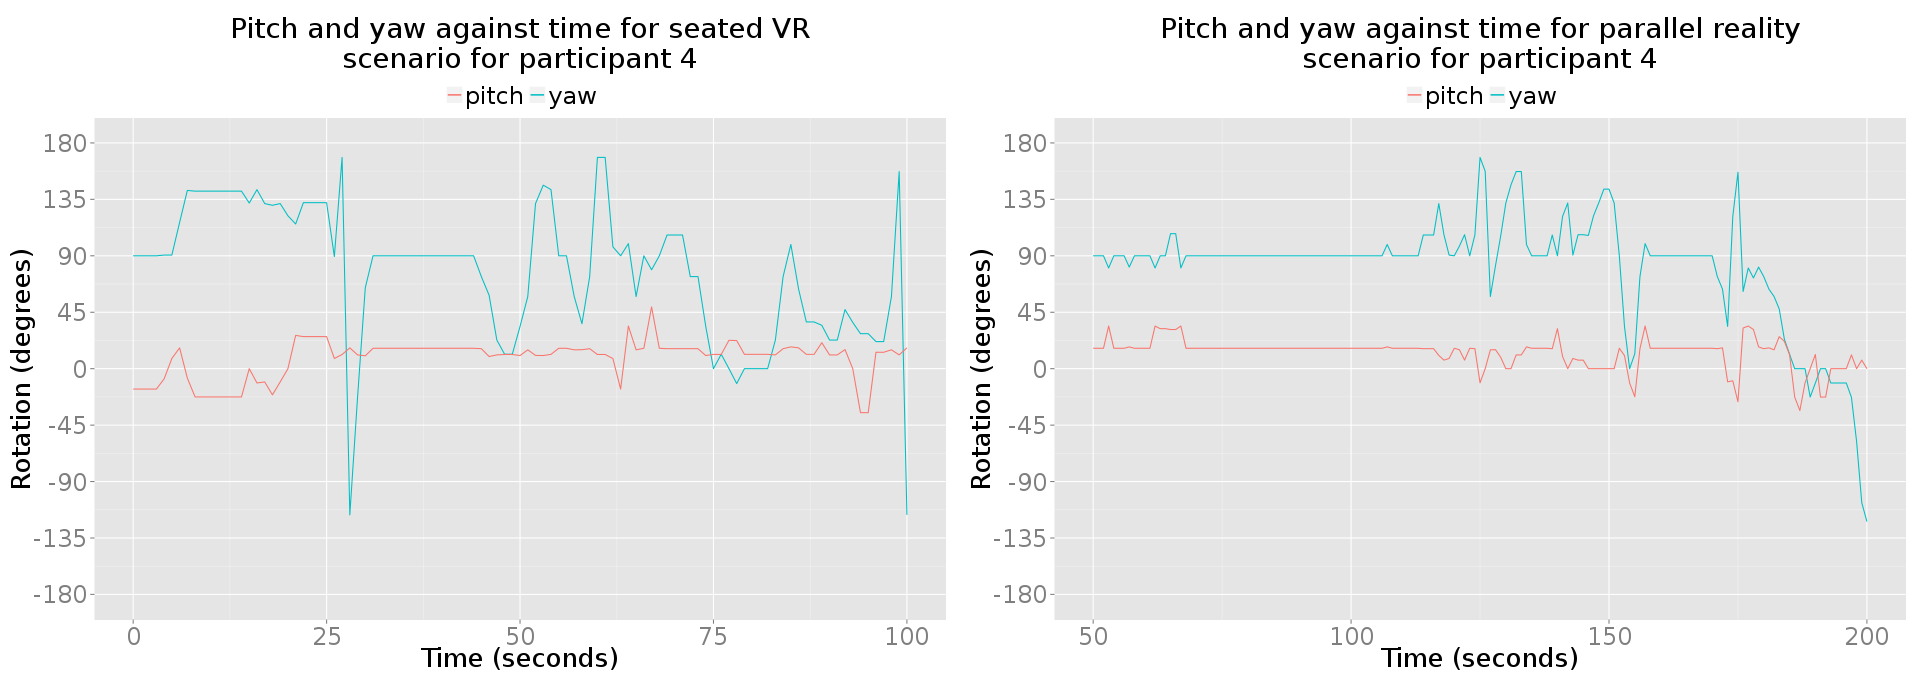 Pitch and yaw against time for seated VR
scenario for participant 4
pitch yaw
180
135
90
45
0
-45
-90
-135
-180
Rotation (degrees)
0 25 50 75 100
Time (seconds)
Pitch and yaw against time for parallel reality
scenario for participant 4
pitch yaw
180
135
90
45
0
-45
-90
-135
-180
Rotation (degrees)
50 100 150 200
Time (seconds)